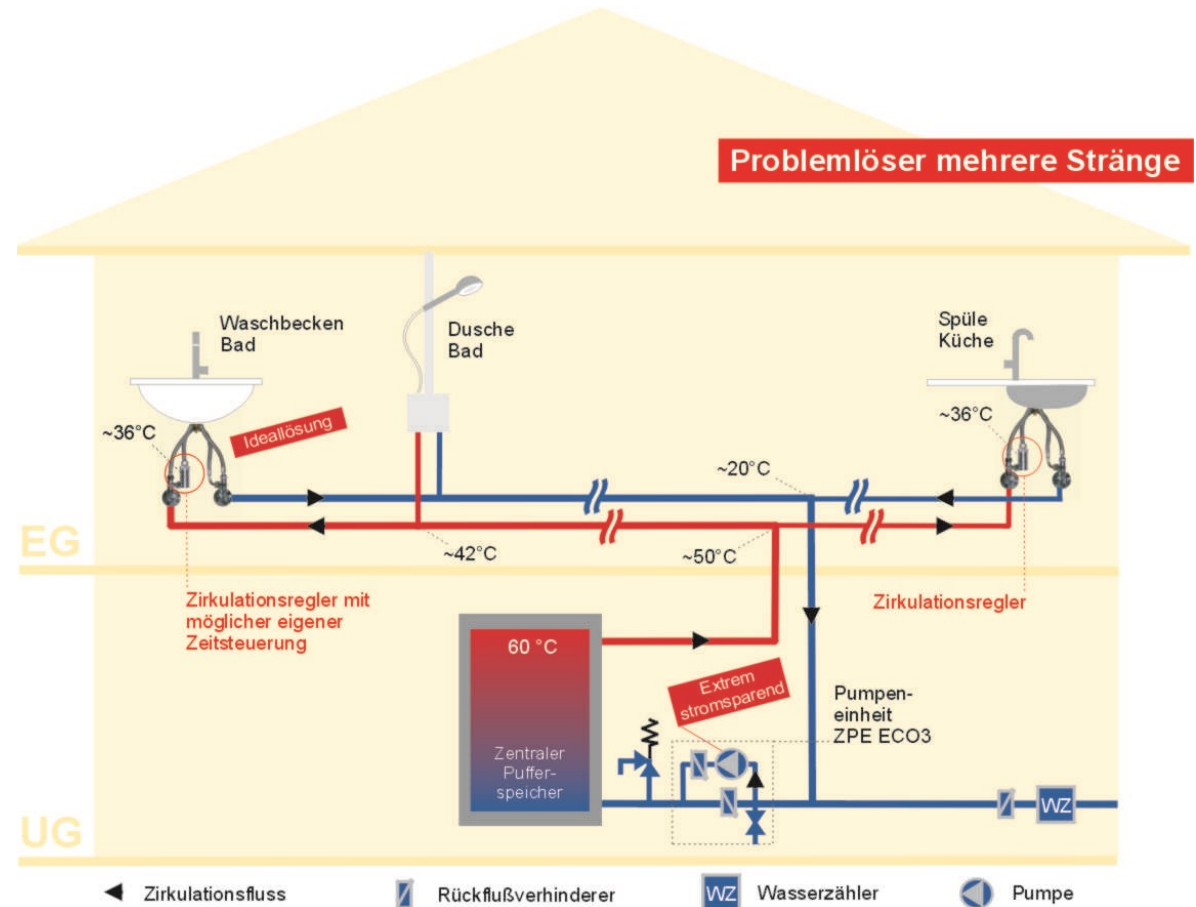 Problemlöser mehrere Stränge
Waschbecken
Bad
Dusche
Bad
Spüle
Küche
~36°C
Ideallösung
~36°C
~20°C
EG
~42°C
~50°C
Zirkulationsregler mit
möglicher eigener
Zeitsteuerung
Zirkulationsregler
60 °C
Extrem
stromsparend
Pumpen-
einheit
ZPE ECO3
Zentraler
Puffer-
speicher
WZ
UG
Zirkulationsfluss
Rückflußverhinderer
WZ Wasserzähler
Pumpe